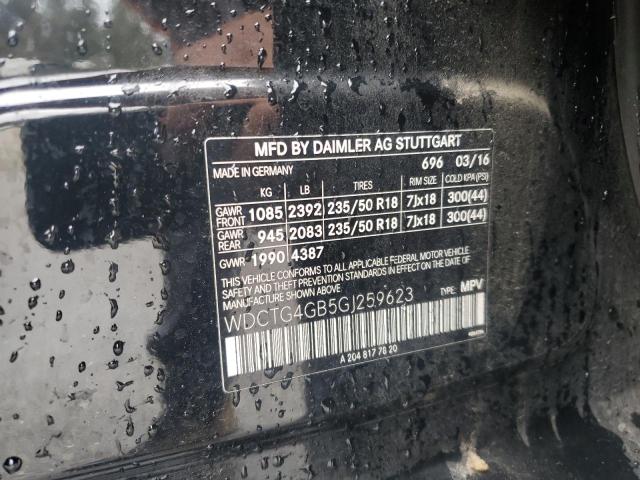 MFD BY DAIMLER AG STUTTGART
MADE IN GERMANY 696 03/16
KG LB TIRES RIM SIZE COLD KPA (PSI)
GAWR FRONT 1085 2392 235/50 R18 7Jx18 300(44)
GAWR REAR 945 2083 235/50 R18 7Jx18 300(44)
GVWR 1990 4387
THIS VEHICLE CONFORMS TO ALL APPLICABLE FEDERAL MOTOR VEHICLE
SAFETY AND THEFT PREVENTION STANDARDS IN EFFECT ON THE DATE OF
MANUFACTURE SHOWN ABOVE.
WDCTG4GB5GJ259623 TYPE: MPV
A 204 817 78 20